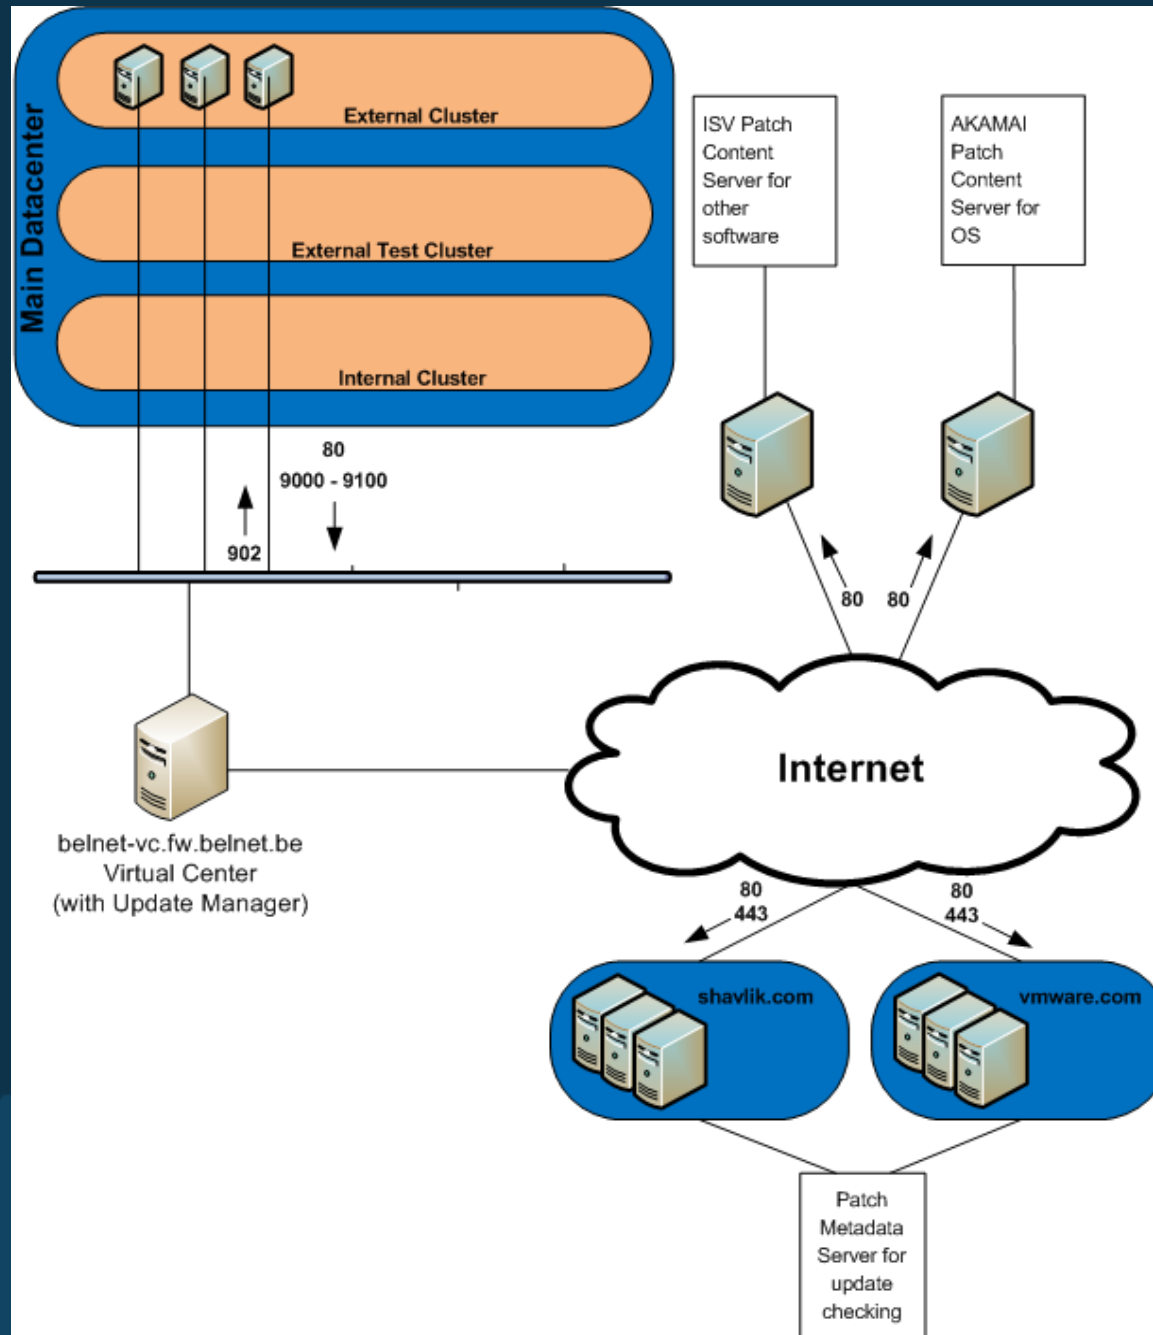 Main Datacenter
External Cluster
External Test Cluster
Internal Cluster
80
9000 - 9100
902
ISV Patch
Content
Server for
other
software
AKAMAI
Patch
Content
Server for
OS
80
80
Internet
belnet-vc.fw.belnet.be
Virtual Center
(with Update Manager)
80
443
80
443
shavlik.com
vmware.com
Patch
Metadata
Server for
update
checking